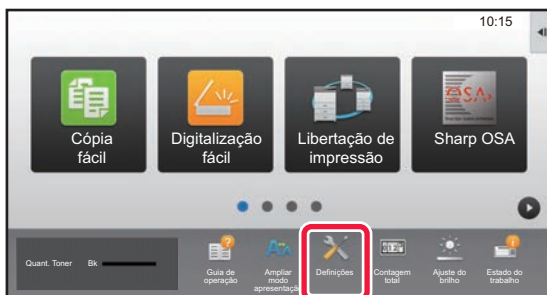 10:15
Cópia
fácil
Digitalização
fácil
Libertação de
impressão
Sharp OSA
Quant. Toner Bk
Guia de
operação
Ampliar
modo
apresentação
Definições
Contagem
total
Ajuste do
brilho
Estado do
trabalho